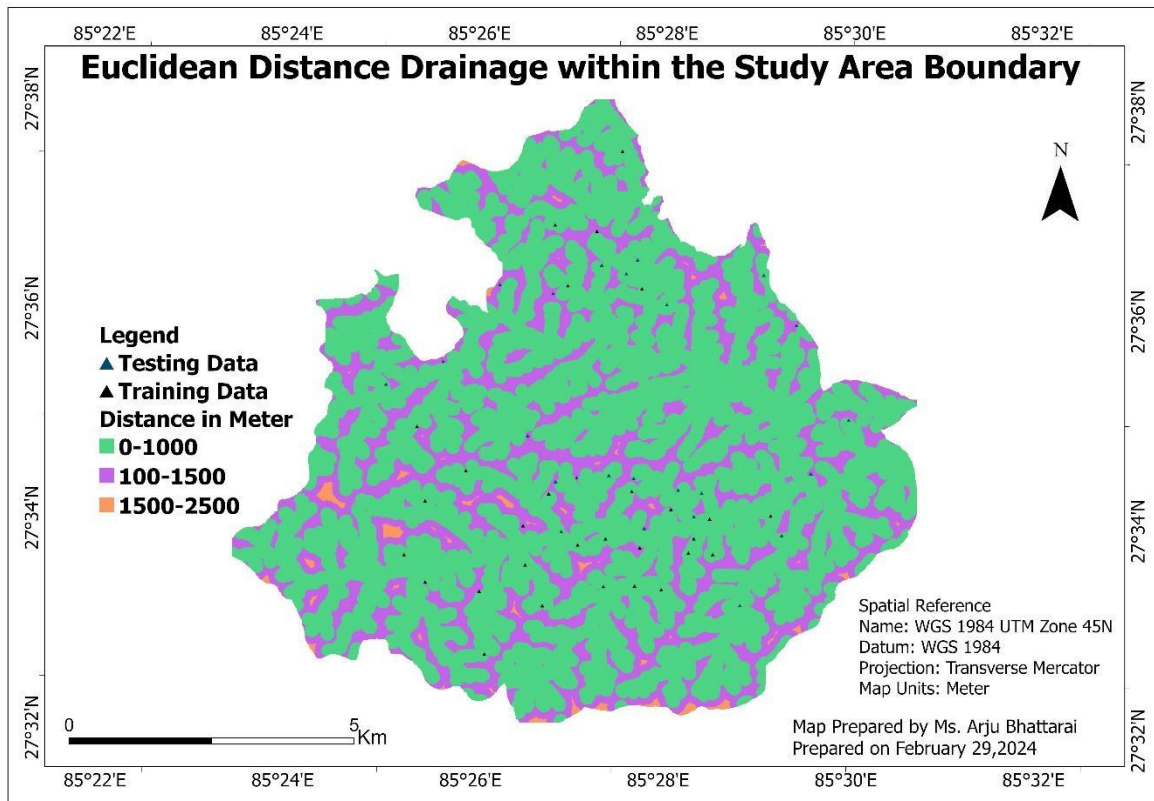 85°22'E 85°24'E 85°26'E 85°28'E 85°30'E 85°32'E
Euclidean Distance Drainage within the Study Area Boundary
27°38'N
27°38'N
N
27°36'N
27°36'N
Legend
Testing Data
Training Data
Distance in Meter
0-1000
100-1500
1500-2500
27°34'N
27°34'N
Spatial Reference
Name: WGS 1984 UTM Zone 45N
Datum: WGS 1984
Projection: Transverse Mercator
Map Units: Meter
Map Prepared by Ms. Arju Bhattarai
Prepared on February 29,2024
0 5
Km
27°32'N
27°32'N
85°22'E 85°24'E 85°26'E 85°28'E 85°30'E 85°32'E